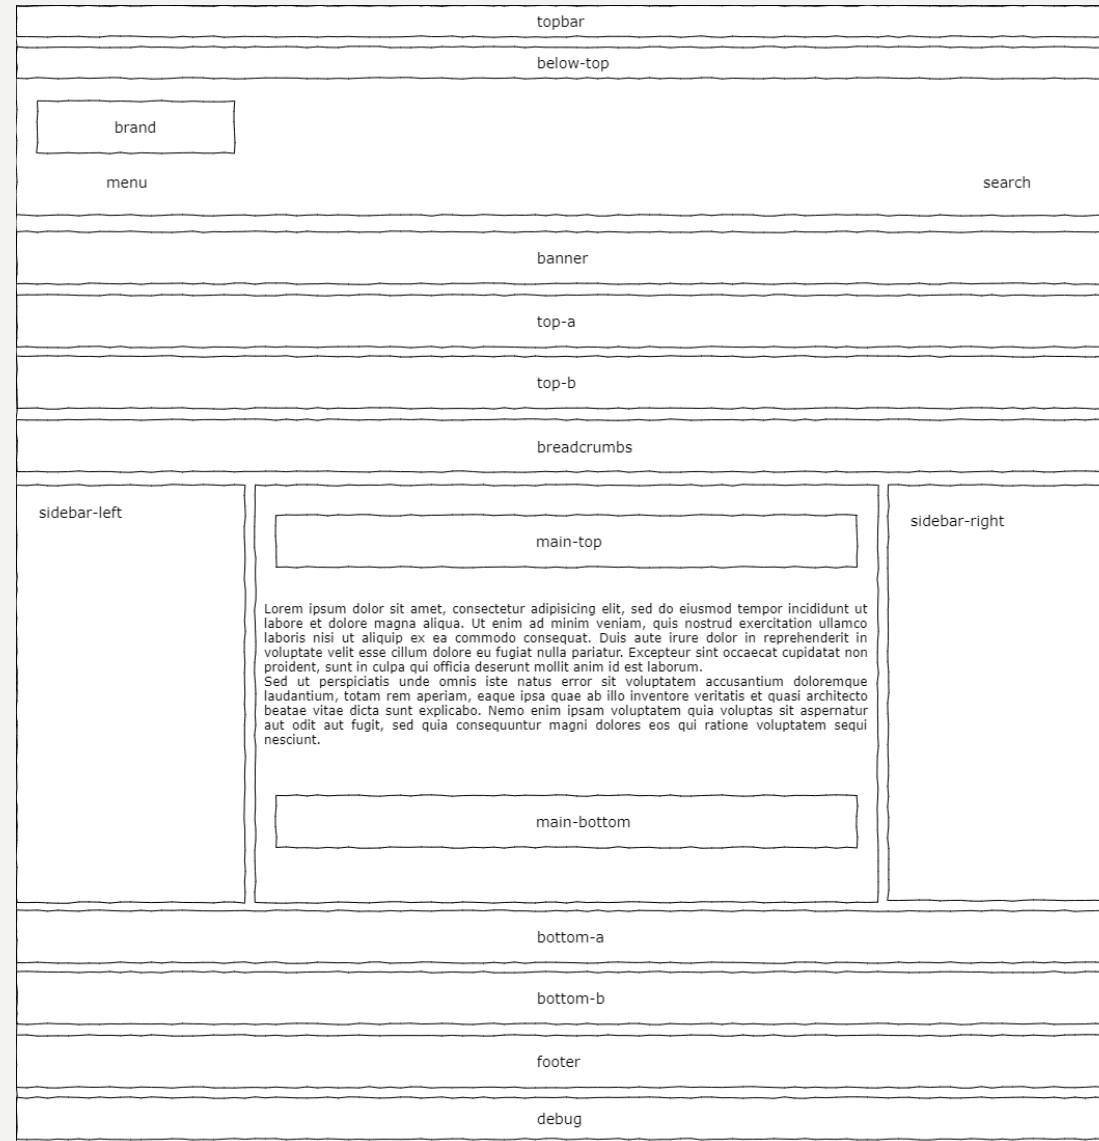 topbar
below-top
brand
menu
search
banner
top-a
top-b
breadcrumbs
sidebar-left
main-top
Lorem ipsum dolor sit amet, consectetur adipisicing elit, sed do eiusmod tempor incididunt ut
labore et dolore magna aliqua. Ut enim ad minim veniam, quis nostrud exercitation ullamco
laboris nisi ut aliquip ex ea commodo consequat. Duis aute irure dolor in reprehenderit in
voluptate velit esse cillum dolore eu fugiat nulla pariatur. Excepteur sint occaecat cupidatat non
proident, sunt in culpa qui officia deserunt mollit anim id est laborum.
Sed ut perspiciatis unde omnis iste natus error sit voluptatem accusantium doloremque
laudantium, totam rem aperiam, eaque ipsa quae ab illo inventore veritatis et quasi architecto
beatae vitae dicta sunt explicabo. Nemo enim ipsam voluptatem quia voluptas sit aspernatur
aut odit aut fugit, sed quia consequuntur magni dolores eos qui ratione voluptatem sequi
nesciunt.
main-bottom
sidebar-right
bottom-a
bottom-b
footer
debug